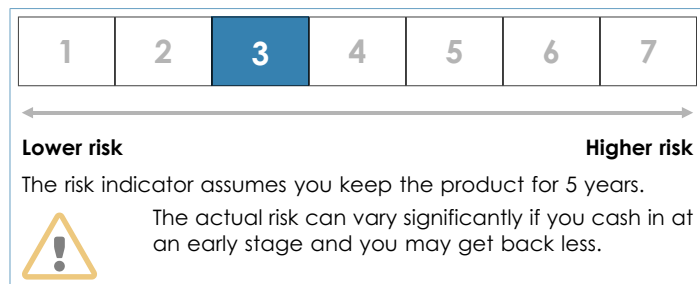 1 2 3 4 5 6 7
Lower risk Higher risk
The risk indicator assumes you keep the product for 5 years.
The actual risk can vary significantly if you cash in at
an early stage and you may get back less.